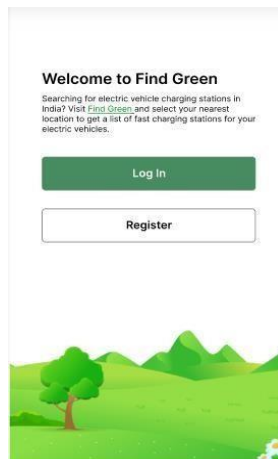 Welcome to Find Green
Searching for electric vehicle charging stations in
India? Visit Find Green and select your nearest
location to get a list of fast charging stations for your
electric vehicles.
Log In
Register